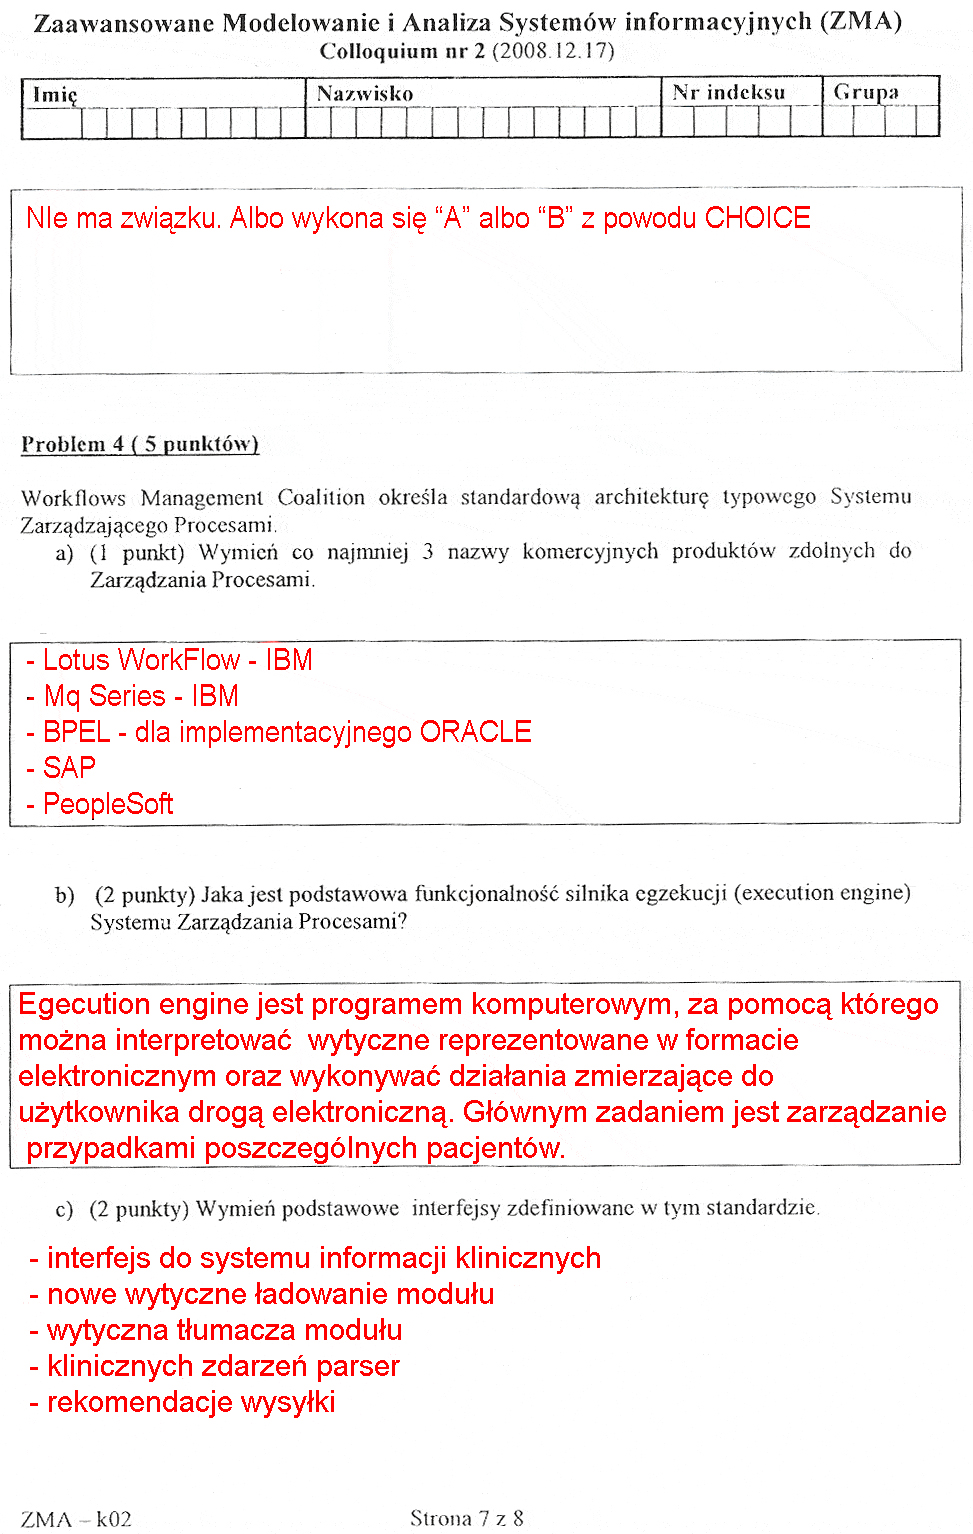 Zaawansowane Modelowanie i Analiza Systemów informacyjnych (ZMA)
Colloquium nr 2 (2008.12.17)
Imię Nazwisko Nr indeksu Grupa
NIe ma związku. Albo wykona się “A” albo “B” z powodu CHOICE
Problem 4 ( 5 punktów)
Workflows Management Coalition określa standardową architekturę typowego Systemu
Zarządzającego Procesami.
a) (1 punkt) Wymień co najmniej 3 nazwy komercyjnych produktów zdolnych do
Zarządzania Procesami.
- Lotus WorkFlow - IBM
- Mq Series - IBM
- BPEL - dla implementacyjnego ORACLE
- SAP
- PeopleSoft
b) (2 punkty) Jaka jest podstawowa funkcjonalność silnika egzekucji (execution engine)
Systemu Zarządzania Procesami?
Egecution engine jest programem komputerowym, za pomocą którego
można interpretować wytyczne reprezentowane w formacie
elektronicznym oraz wykonywać działania zmierzające do
użytkownika drogą elektroniczną. Głównym zadaniem jest zarządzanie
przypadkami poszczególnych pacjentów.
c) (2 punkty) Wymień podstawowe interfejsy zdefiniowane w tym standardzie.
- interfejs do systemu informacji klinicznych
- nowe wytyczne ładowanie modułu
- wytyczna tłumacza modułu
- klinicznych zdarzeń parser
- rekomendacje wysyłki
ZMA – k02 Strona 7 z 8